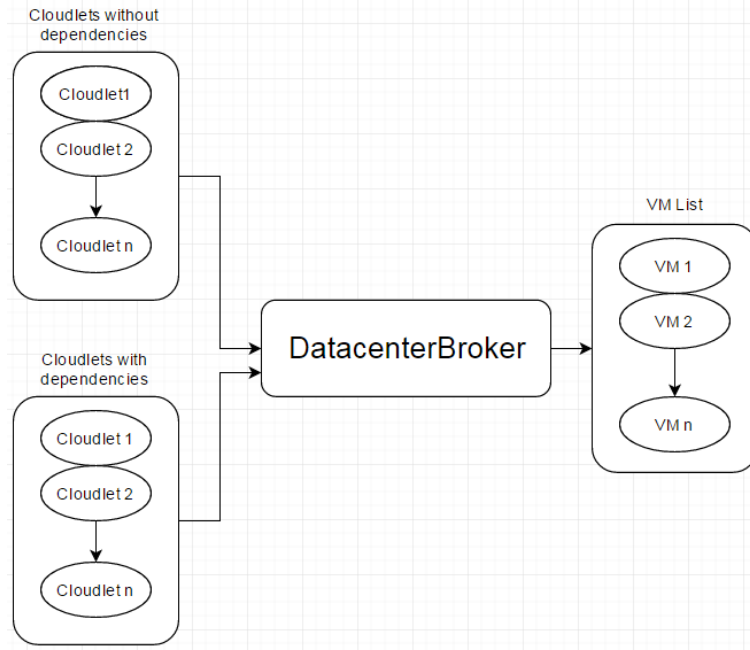 Cloudlets without
dependencies
Cloudlet1
Cloudlet 2
Cloudlet n
Cloudlets with
dependencies
Cloudlet 1
Cloudlet 2
Cloudlet n
DatacenterBroker
VM List
VM 1
VM 2
VM n